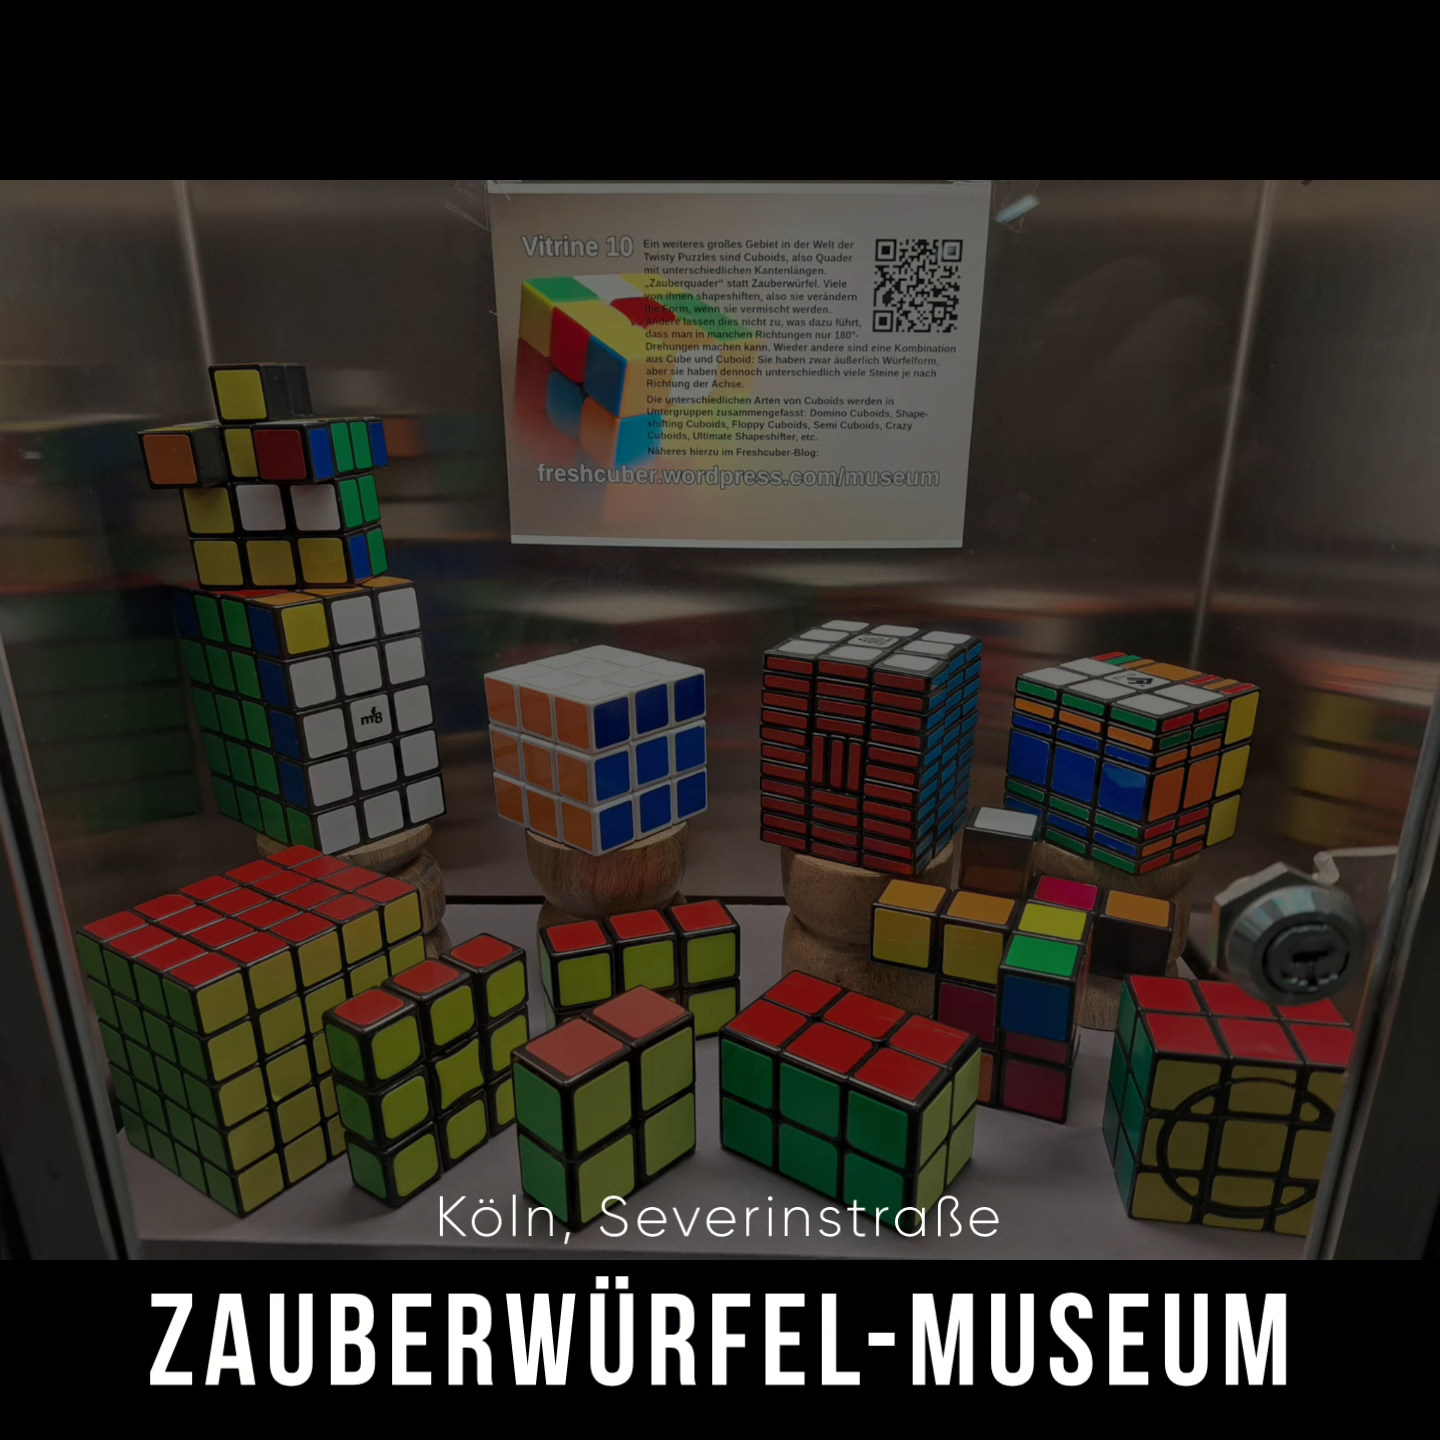 Vitrine 10
Ein weiteres großes Gebiet in der Welt der
Twisty Puzzles sind Cuboids, also Quader
mit unterschiedlichen Kantenlängen.
„Zauberquader“ statt Zauberwürfel. Viele
von ihnen shapeshiften, also sie verändern
die Form, wenn sie vermischt werden.
Andere lassen dies nicht zu, was dazu führt,
dass man in manchen Richtungen nur 180°-
Drehungen machen kann. Wieder andere sind eine Kombination
aus Cube und Cuboid: Sie haben zwar äußerlich Würfelform,
aber sie haben dennoch unterschiedlich viele Steine je nach
Richtung der Achse.
Die unterschiedlichen Arten von Cuboids werden in
Untergruppen zusammengefasst: Domino Cuboids, Shape-
shifting Cuboids, Floppy Cuboids, Semi Cuboids, Crazy
Cuboids, Ultimate Shapeshifter, etc.
Näheres hierzu im Freshcuber-Blog:
freshcuber.wordpress.com/museum
mf8
Köln, Severinstraße
ZAUBERWÜRFEL-MUSEUM